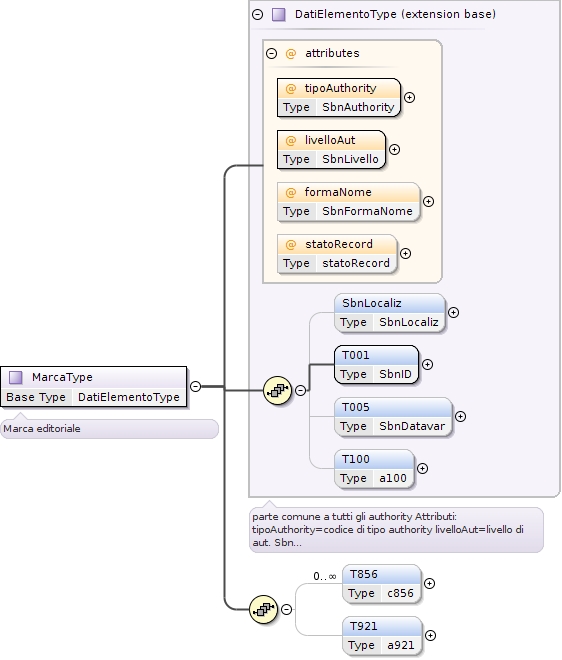 DatiElementoType (extension base)
@ attributes
@ tipoAuthority
Type SbnAuthority
@ livelloAut
Type SbnLivello
@ formaNome
Type SbnFormaNome
@ statoRecord
Type statoRecord
SbnLocaliz
Type SbnLocaliz
T001
Type SbnID
T005
Type SbnDatavar
T100
Type a100
MarcaType
Base Type DatiElementoType
Marca editoriale
parte comune a tutti gli authority Attributi:
tipoAuthority=codice di tipo authority livelloAut=livello di
aut. Sbn...
0..∞
T856
Type c856
T921
Type a921